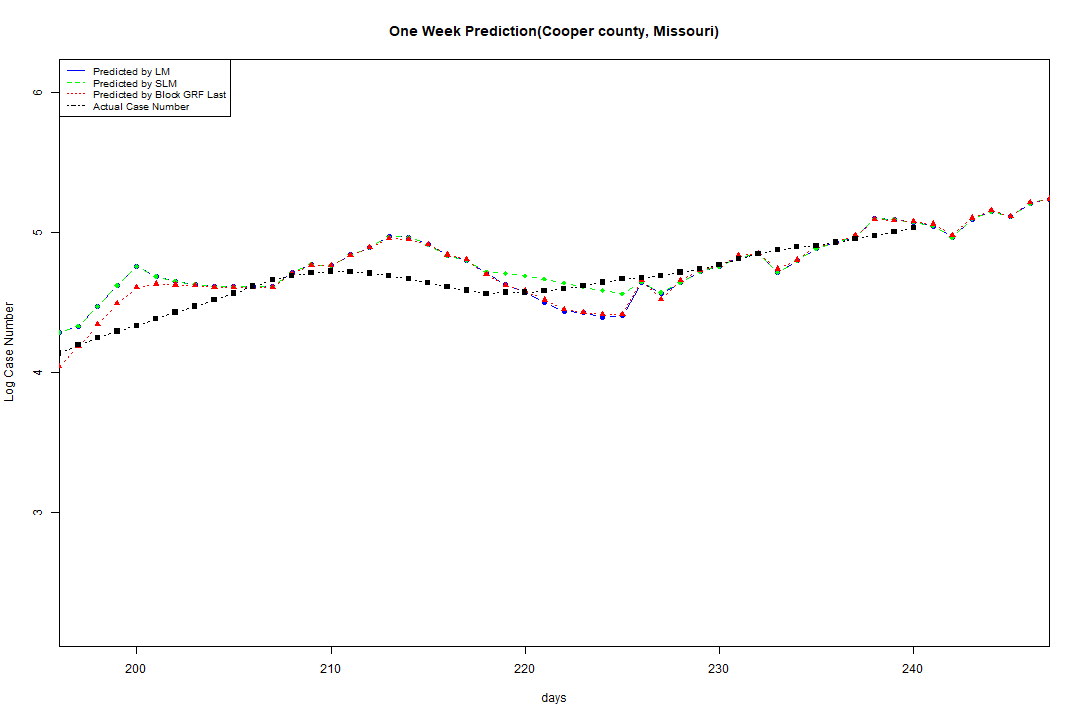 One Week Prediction(Cooper county, Missouri)
Predicted by LM
Predicted by SLM
Predicted by Block GRF Last
Actual Case Number
6
5
4
3
Log Case Number
200 210 220 230 240
days